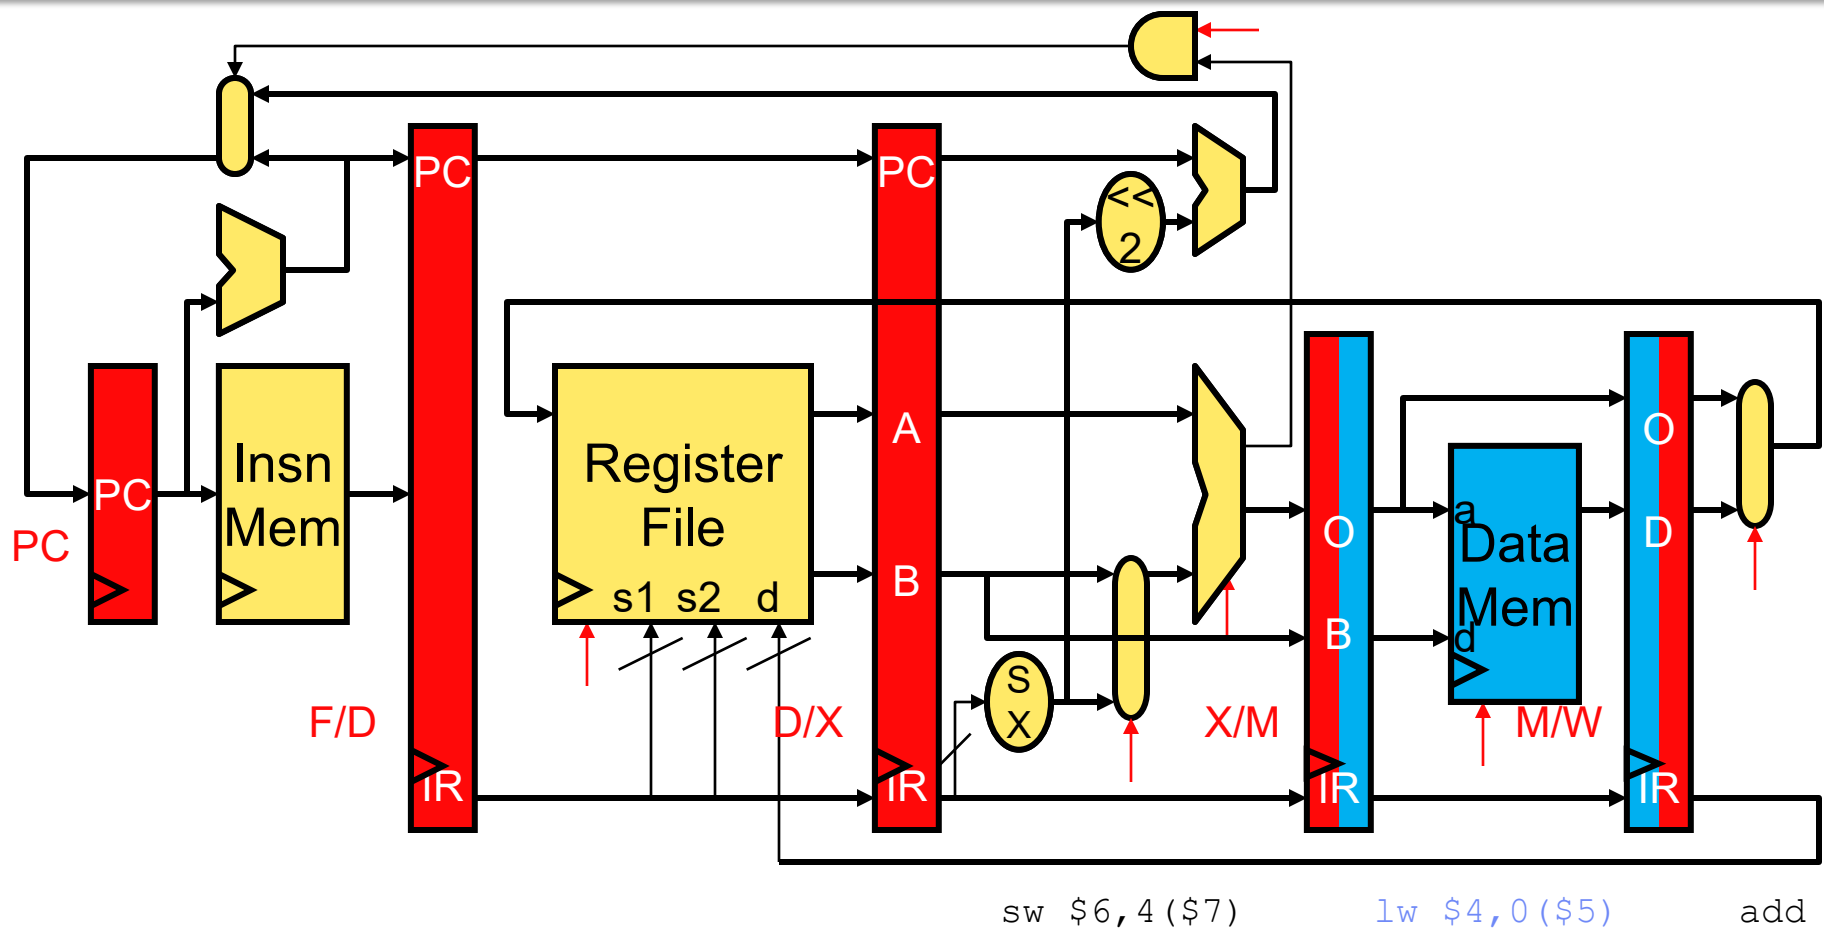 PC
PC
<<
2
Insn
Mem
Register
File
s1 s2 d
A
B
PC
PC
O
B
a
Data
Mem
d
O
D
S
X
F/D
D/X
X/M
M/W
IR
IR
IR
IR
sw $6,4($7)
lw $4,0($5)
add